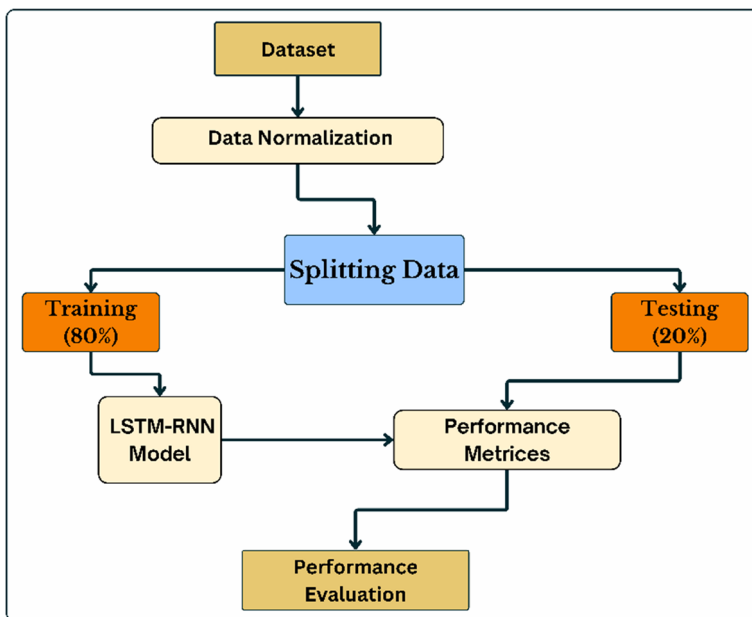 Dataset
Data Normalization
Splitting Data
Training
(80%)
Testing
(20%)
LSTM-RNN
Model
Performance
Metrices
Performance
Evaluation